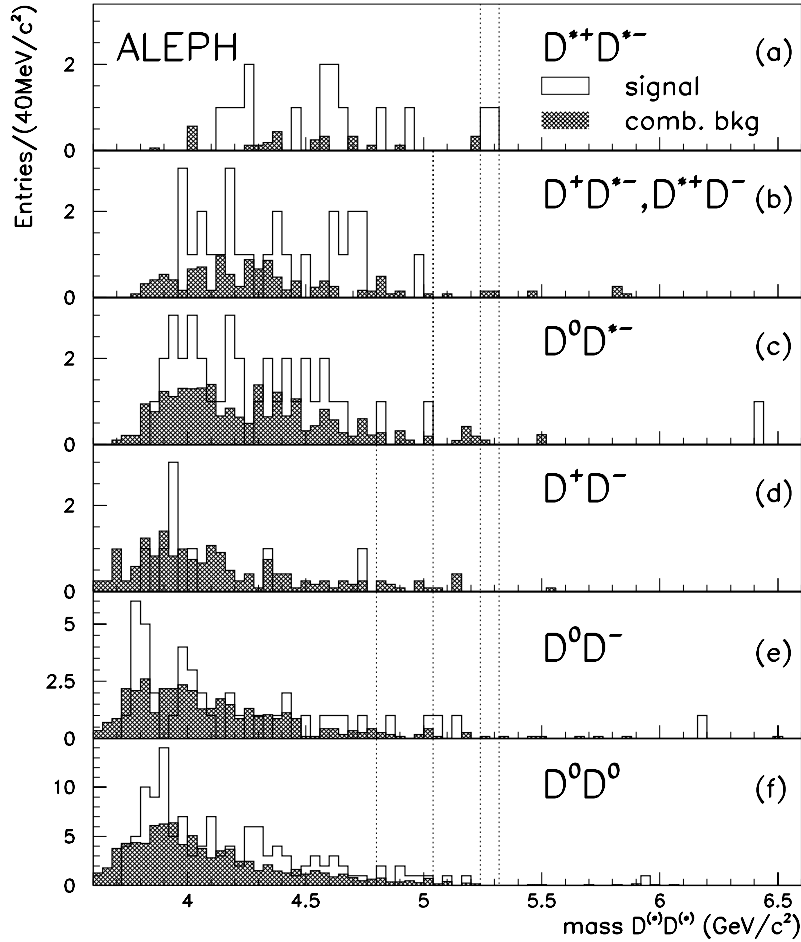 Entries/(40MeV/c²)
ALEPH
D*⁺D*⁻ (a)
signal
comb. bkg
2
0
D⁺D*⁻,D*⁺D⁻ (b)
2
0
D⁰D*⁻ (c)
2
0
D⁺D⁻ (d)
2
0
D⁰D⁻ (e)
5
2.5
0
D⁰D⁰ (f)
10
5
0
4 4.5 5 5.5 6 6.5
mass D⁽*⁾D⁽*⁾ (GeV/c²)